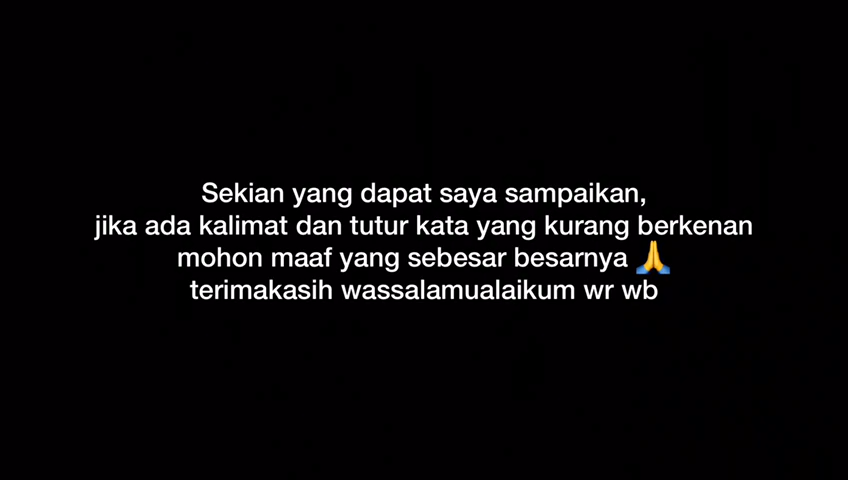 Sekian yang dapat saya sampaikan,
jika ada kalimat dan tutur kata yang kurang berkenan
mohon maaf yang sebesar besarnya 🙏
terimakasih wassalamualaikum wr wb